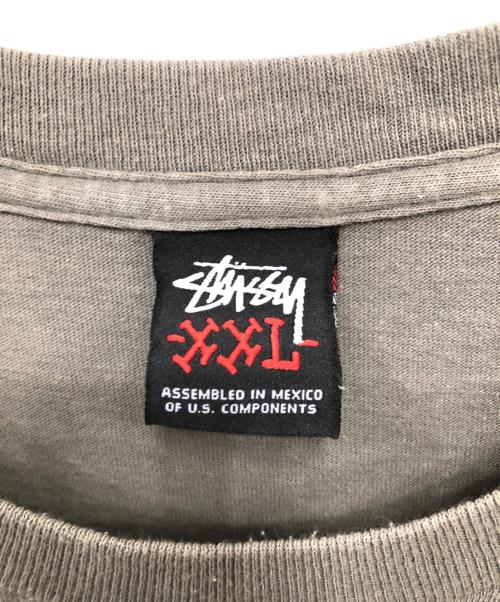 STÜSSY
-XXL-
ASSEMBLED IN MEXICO
OF U.S. COMPONENTS